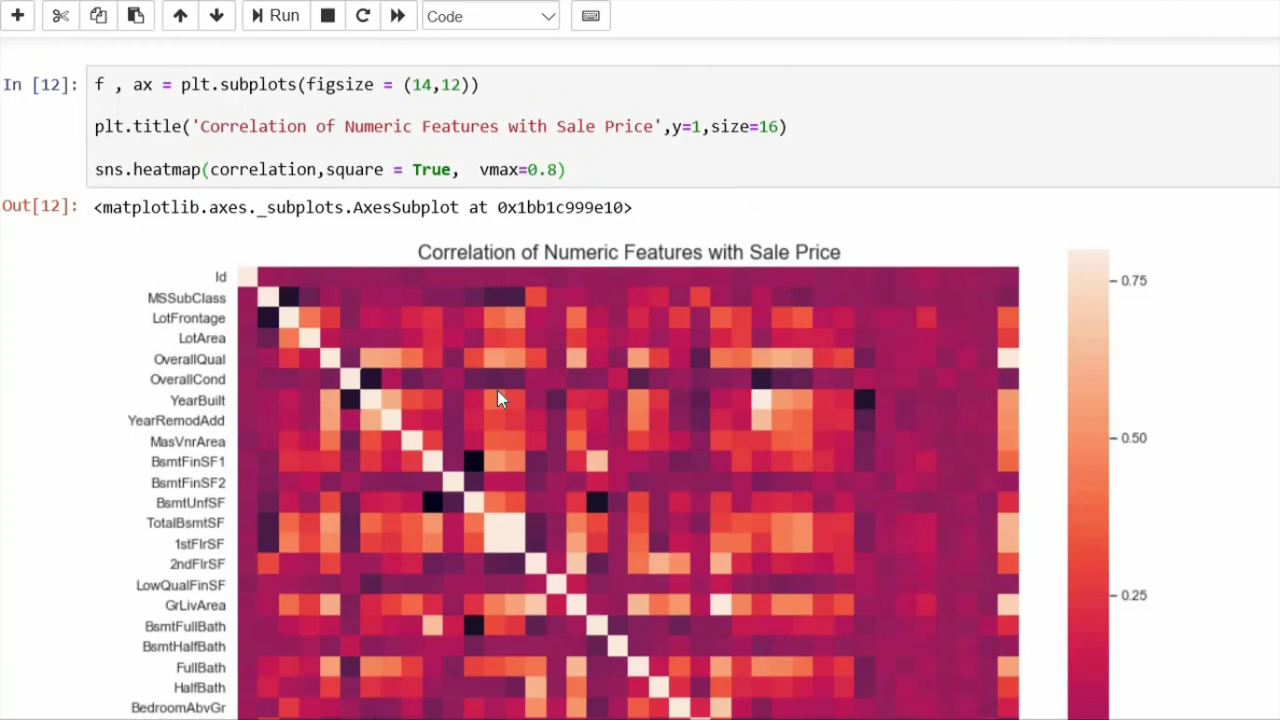 Run
Code
In [12]:
f , ax = plt.subplots(figsize = (14,12))
plt.title('Correlation of Numeric Features with Sale Price',y=1,size=16)
sns.heatmap(correlation,square = True,  vmax=0.8)
Out[12]:
<matplotlib.axes._subplots.AxesSubplot at 0x1bb1c999e10>
Correlation of Numeric Features with Sale Price
Id
MSSubClass
LotFrontage
LotArea
OverallQual
OverallCond
YearBuilt
YearRemodAdd
MasVnrArea
BsmtFinSF1
BsmtFinSF2
BsmtUnfSF
TotalBsmtSF
1stFlrSF
2ndFlrSF
LowQualFinSF
GrLivArea
BsmtFullBath
BsmtHalfBath
FullBath
HalfBath
BedroomAbvGr
0.75
0.50
0.25